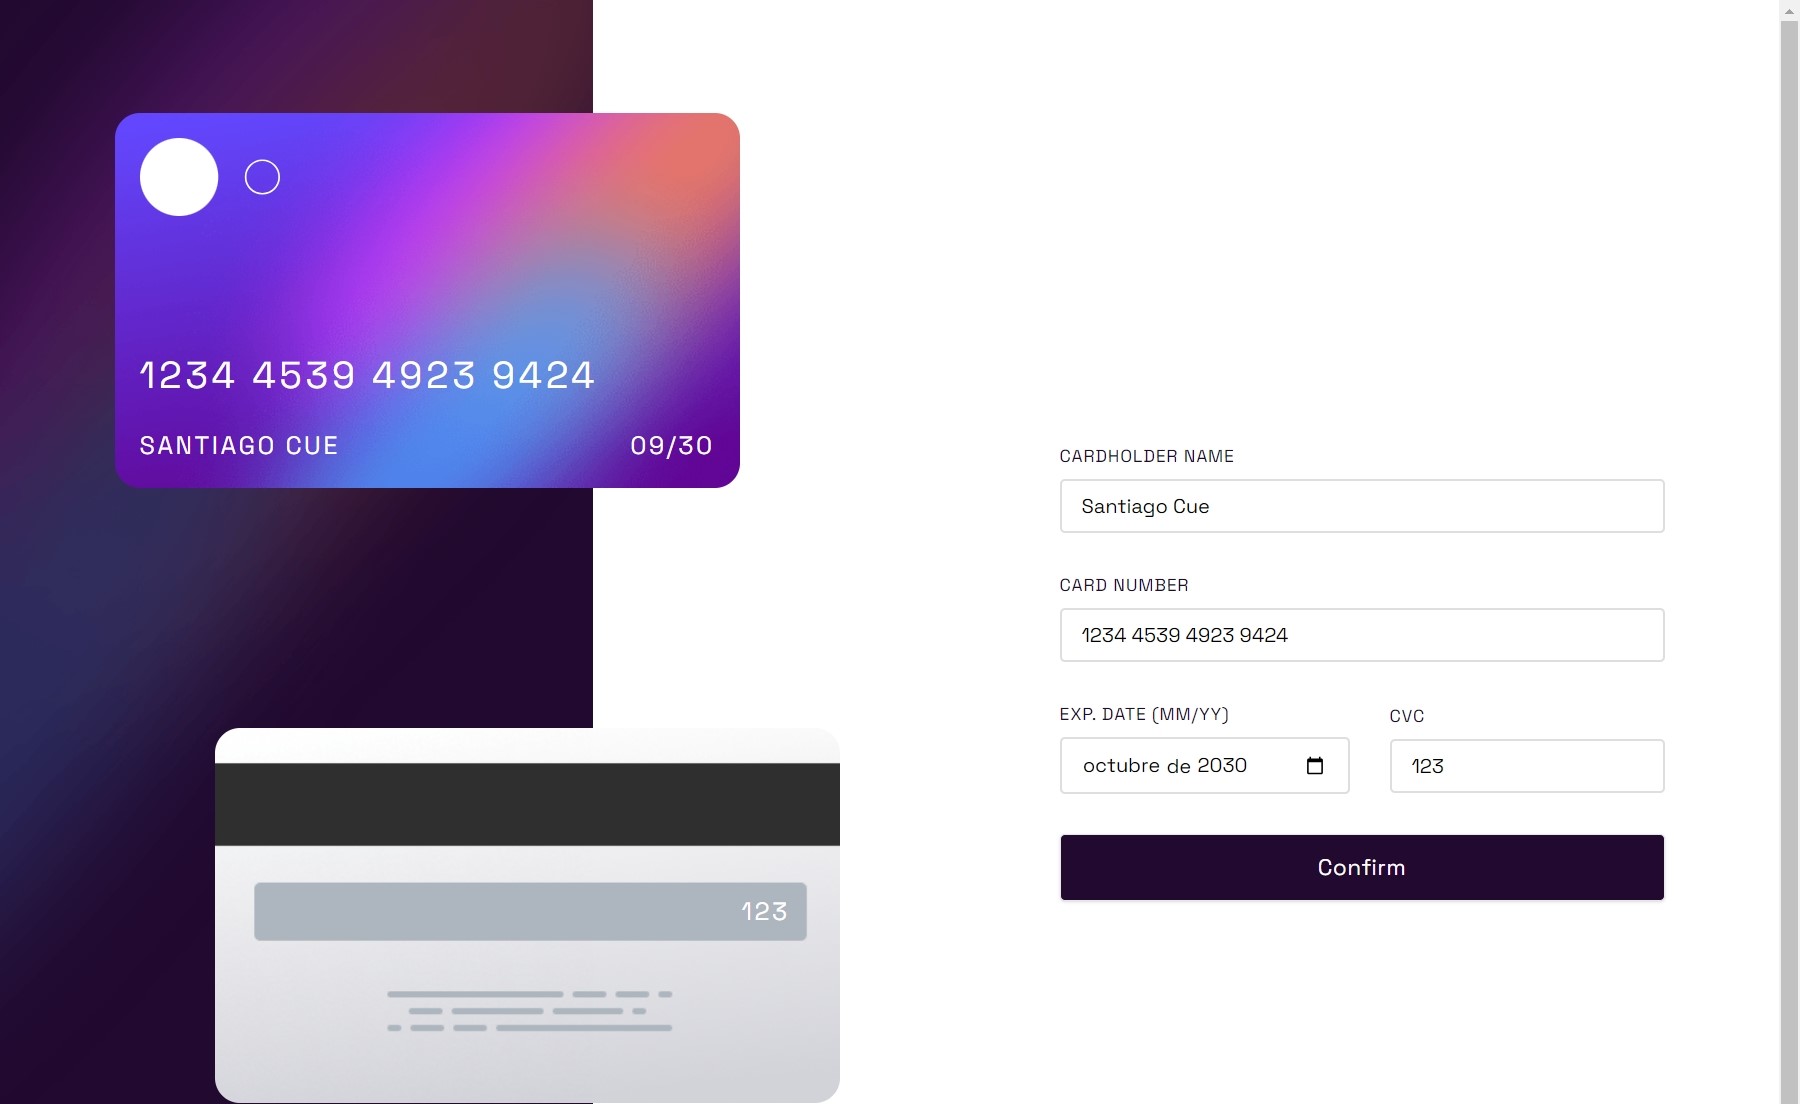 1234 4539 4923 9424
SANTIAGO CUE 09/30
123
CARDHOLDER NAME
Santiago Cue
CARD NUMBER
1234 4539 4923 9424
EXP. DATE (MM/YY)
octubre de 2030
CVC
123
Confirm